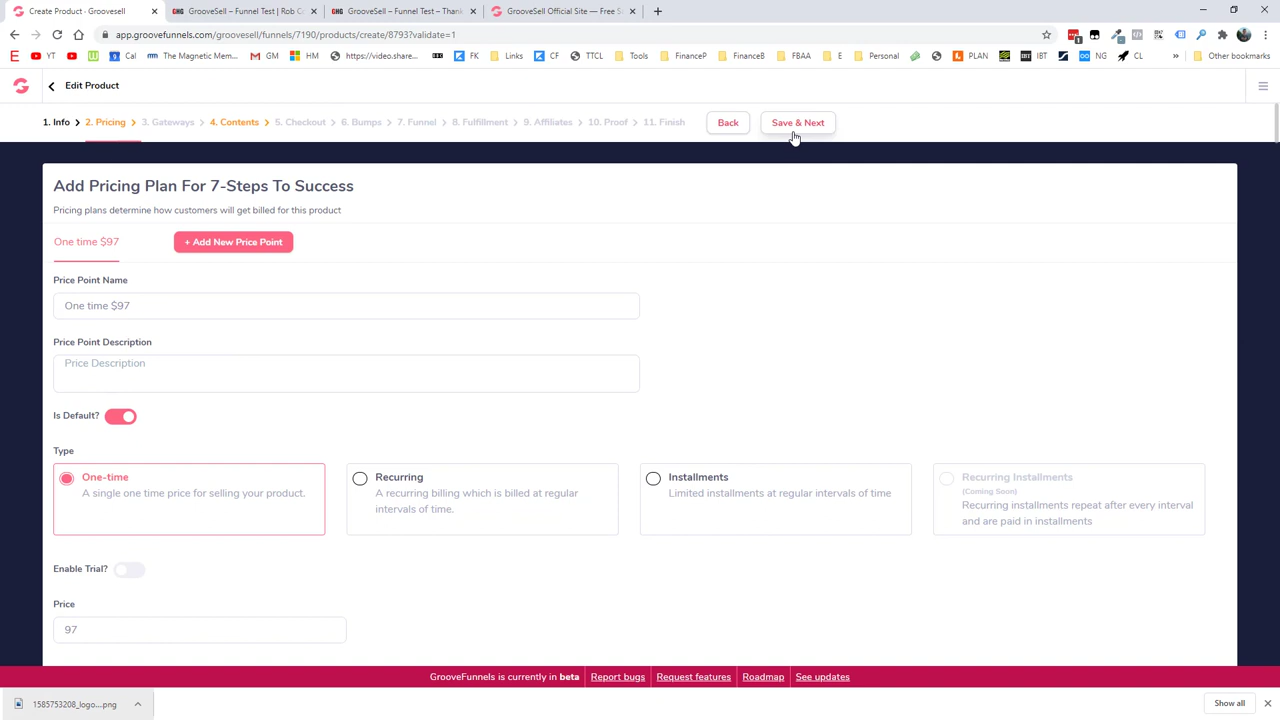 Create Product - Groovesell
GrooveSell – Funnel Test | Rob C
GrooveSell – Funnel Test – Thank
GrooveSell Official Site — Free S
app.groovefunnels.com/groovesell/funnels/7190/products/create/8793?validate=1
YT
Cal
The Magnetic Mem...
GM
HM
https://video.share...
FK
Links
CF
TTCL
Tools
FinanceP
FinanceB
FBAA
E
Personal
PLAN
IBT
NG
CL
»
Other bookmarks
Edit Product
1. Info
2. Pricing
3. Gateways
4. Contents
5. Checkout
6. Bumps
7. Funnel
8. Fulfillment
9. Affiliates
10. Proof
11. Finish
Back
Save & Next
Add Pricing Plan For 7-Steps To Success
Pricing plans determine how customers will get billed for this product
One time $97
+ Add New Price Point
Price Point Name
One time $97
Price Point Description
Price Description
Is Default?
Type
One-time
A single one time price for selling your product.
Recurring
A recurring billing which is billed at regular
intervals of time.
Installments
Limited installments at regular intervals of time
Recurring Installments
(Coming Soon)
Recurring installments repeat after every interval
and are paid in installments
Enable Trial?
Price
97
GrooveFunnels is currently in beta
Report bugs
Request features
Roadmap
See updates
1585753208_logo....png
Show all